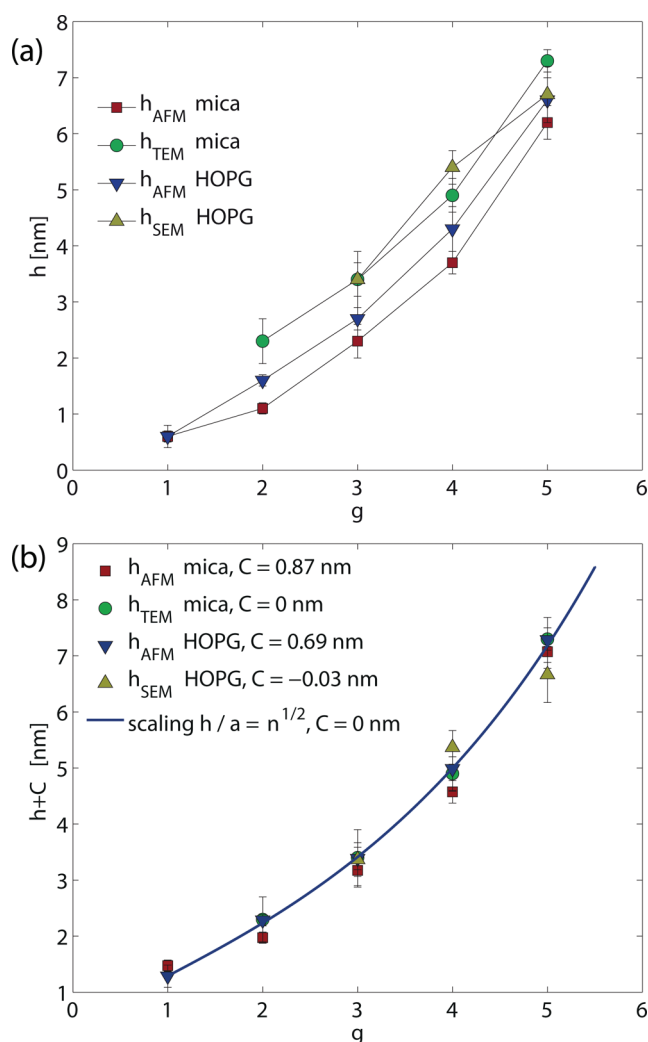 (a)
8
7
6
5
4
3
2
1
0
h [nm]
h_AFM mica
h_TEM mica
h_AFM HOPG
h_SEM HOPG
0 1 2 3 4 5 6
g
(b)
9
8
7
6
5
4
3
2
1
h+C [nm]
h_AFM mica, C = 0.87 nm
h_TEM mica, C = 0 nm
h_AFM HOPG, C = 0.69 nm
h_SEM HOPG, C = −0.03 nm
scaling h / a = n^1/2, C = 0 nm
0 1 2 3 4 5 6
g